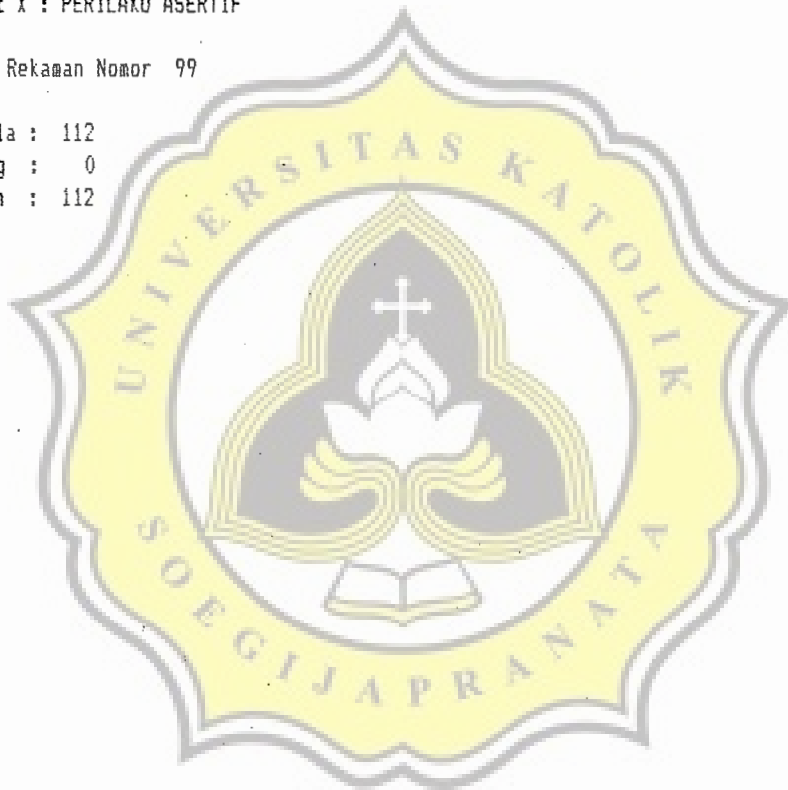 X : PERILAKU ASERTIF
Rekaman Nomor 99
la : 112
g : 0
n : 112
UNIVERSITAS KATOLIK
SOEGIJAPRANATA